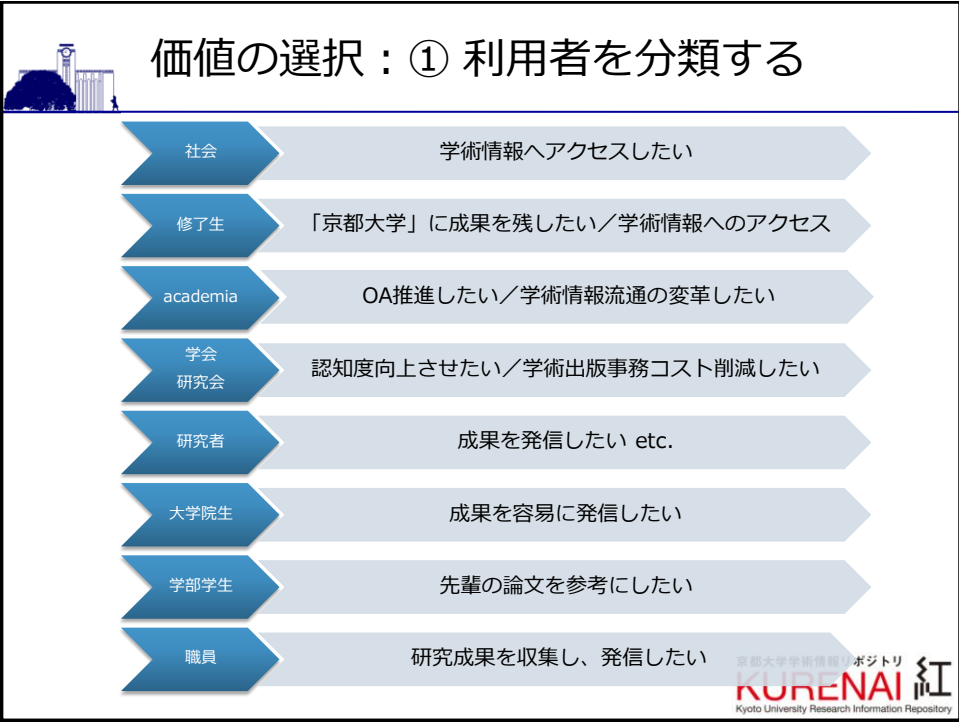 価値の選択：① 利用者を分類する
社会
学術情報へアクセスしたい
修了生
「京都大学」に成果を残したい／学術情報へのアクセス
academia
OA推進したい／学術情報流通の変革したい
学会
研究会
認知度向上させたい／学術出版事務コスト削減したい
研究者
成果を発信したい etc.
大学院生
成果を容易に発信したい
学部学生
先輩の論文を参考にしたい
職員
研究成果を収集し、発信したい
京都大学学術情報リポジトリ
KURENAI 紅
Kyoto University Research Information Repository